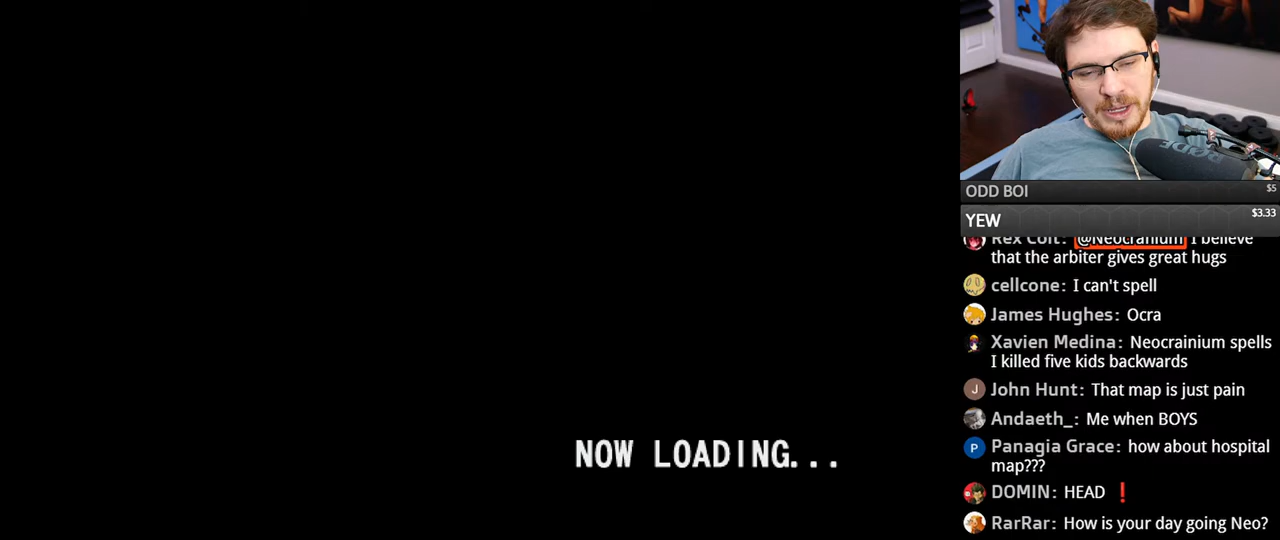 RODE
ODD BOI $5
YEW $3.33
Rex Colt: @Neocranium I believe
that the arbiter gives great hugs
cellcone: I can't spell
James Hughes: Ocra
Xavien Medina: Neocrainium spells
I killed five kids backwards
J John Hunt: That map is just pain
Andaeth_: Me when BOYS
P Panagia Grace: how about hospital
map???
NOW LOADING...
DOMIN: HEAD ❗
RarRar: How is your day going Neo?